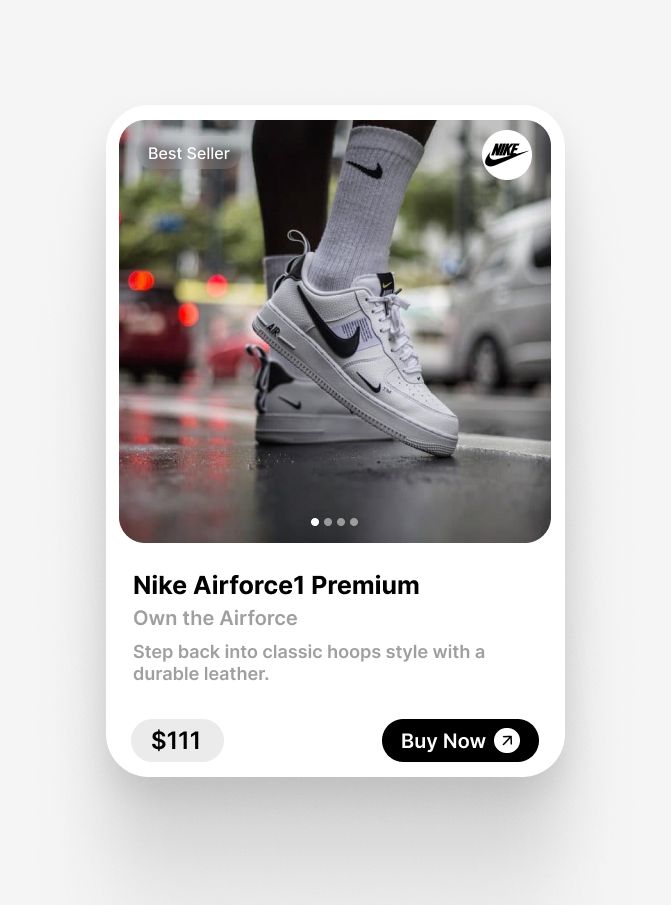 Best Seller
NIKE
AIR
Nike Airforce1 Premium
Own the Airforce
Step back into classic hoops style with a
durable leather.
$111
Buy Now